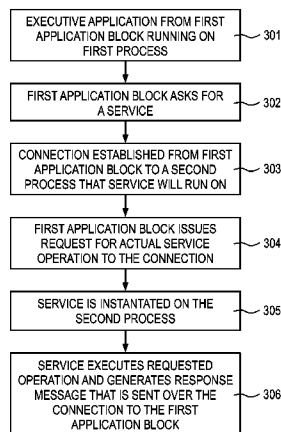 EXECUTIVE APPLICATION FROM FIRST
APPLICATION BLOCK RUNNING ON
FIRST PROCESS
301
FIRST APPLICATION BLOCK ASKS FOR
A SERVICE
302
CONNECTION ESTABLISHED FROM FIRST
APPLICATION BLOCK TO A SECOND
PROCESS THAT SERVICE WILL RUN ON
303
FIRST APPLICATION BLOCK ISSUES
REQUEST FOR ACTUAL SERVICE
OPERATION TO THE CONNECTION
304
SERVICE IS INSTANTATED ON THE
SECOND PROCESS
305
SERVICE EXECUTES REQUESTED
OPERATION AND GENERATES RESPONSE
MESSAGE THAT IS SENT OVER THE
CONNECTION TO THE FIRST
APPLICATION BLOCK
306